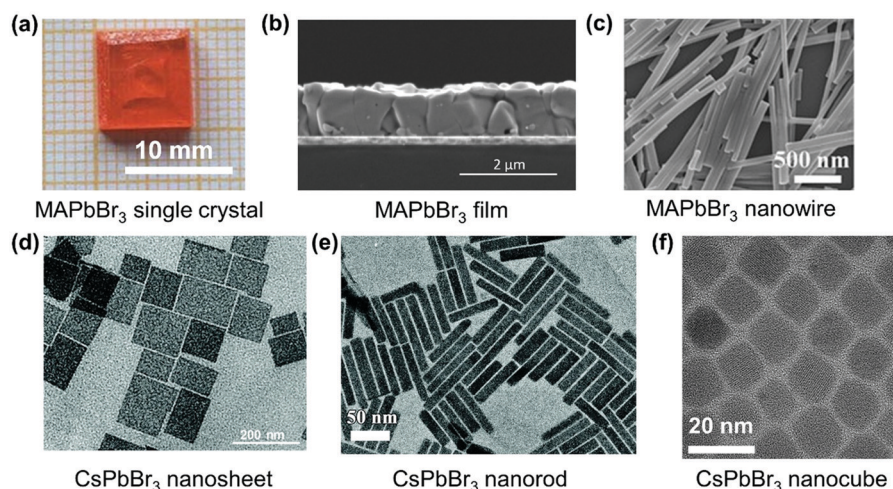 (a)
10 mm
MAPbBr₃ single crystal
(b)
2 μm
MAPbBr₃ film
(c)
500 nm
MAPbBr₃ nanowire
(d)
200 nm
CsPbBr₃ nanosheet
(e)
50 nm
CsPbBr₃ nanorod
(f)
20 nm
CsPbBr₃ nanocube